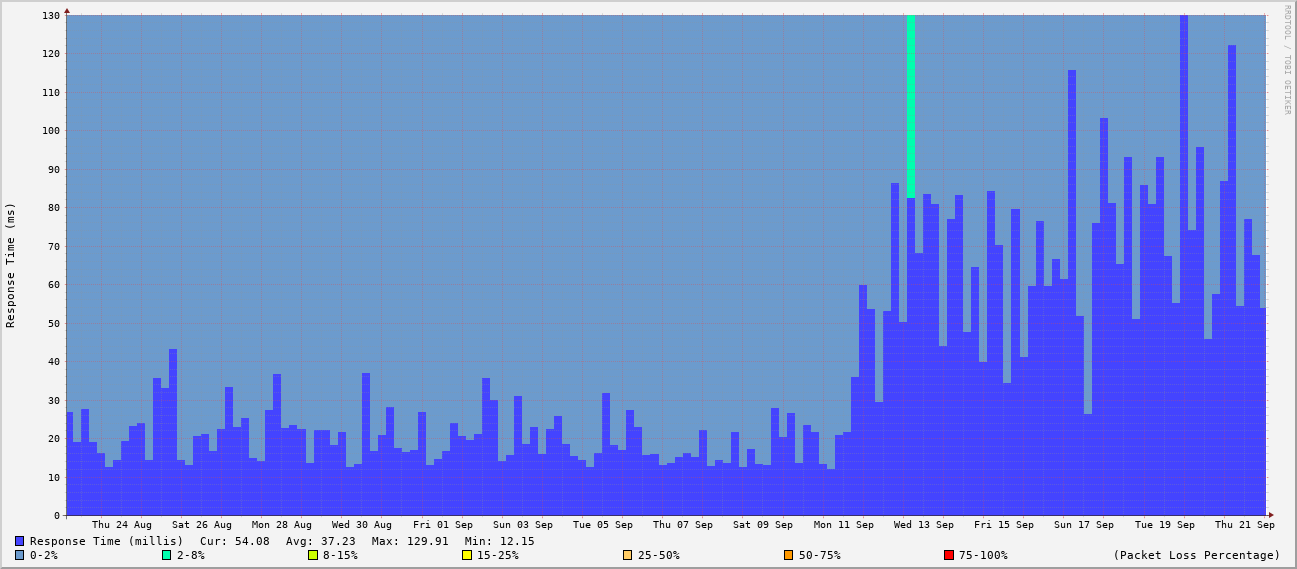 130
120
110
100
90
80
70
60
50
40
30
20
10
0
Response Time (ms)
RRDTOOL / TOBI OETIKER
Thu 24 Aug Sat 26 Aug Mon 28 Aug Wed 30 Aug Fri 01 Sep Sun 03 Sep Tue 05 Sep Thu 07 Sep Sat 09 Sep Mon 11 Sep Wed 13 Sep Fri 15 Sep Sun 17 Sep Tue 19 Sep Thu 21 Sep
Response Time (millis) Cur: 54.08 Avg: 37.23 Max: 129.91 Min: 12.15
0-2% 2-8% 8-15% 15-25% 25-50% 50-75% 75-100% (Packet Loss Percentage)